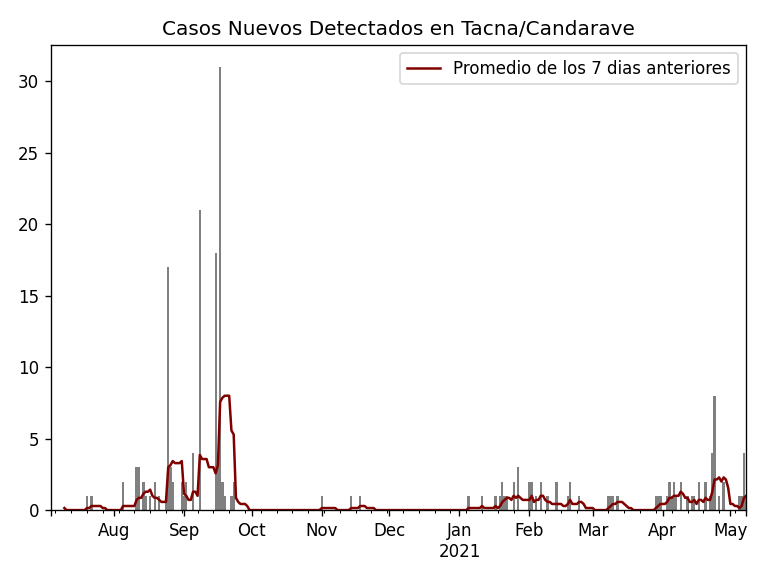 Casos Nuevos Detectados en Tacna/Candarave
Promedio de los 7 dias anteriores
30
25
20
15
10
5
0
Aug Sep Oct Nov Dec Jan Feb Mar Apr May
2021